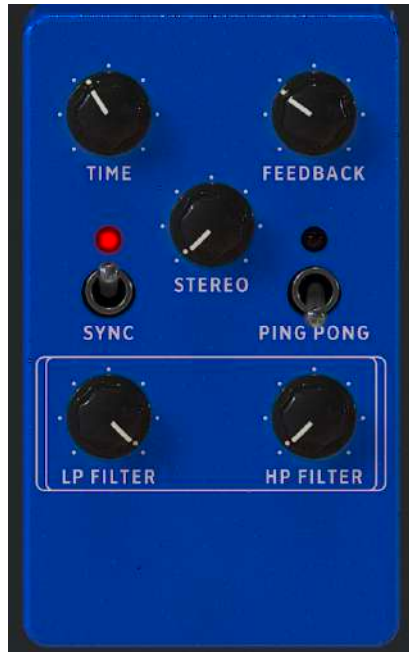 TIME FEEDBACK
STEREO
SYNC PING PONG
LP FILTER HP FILTER